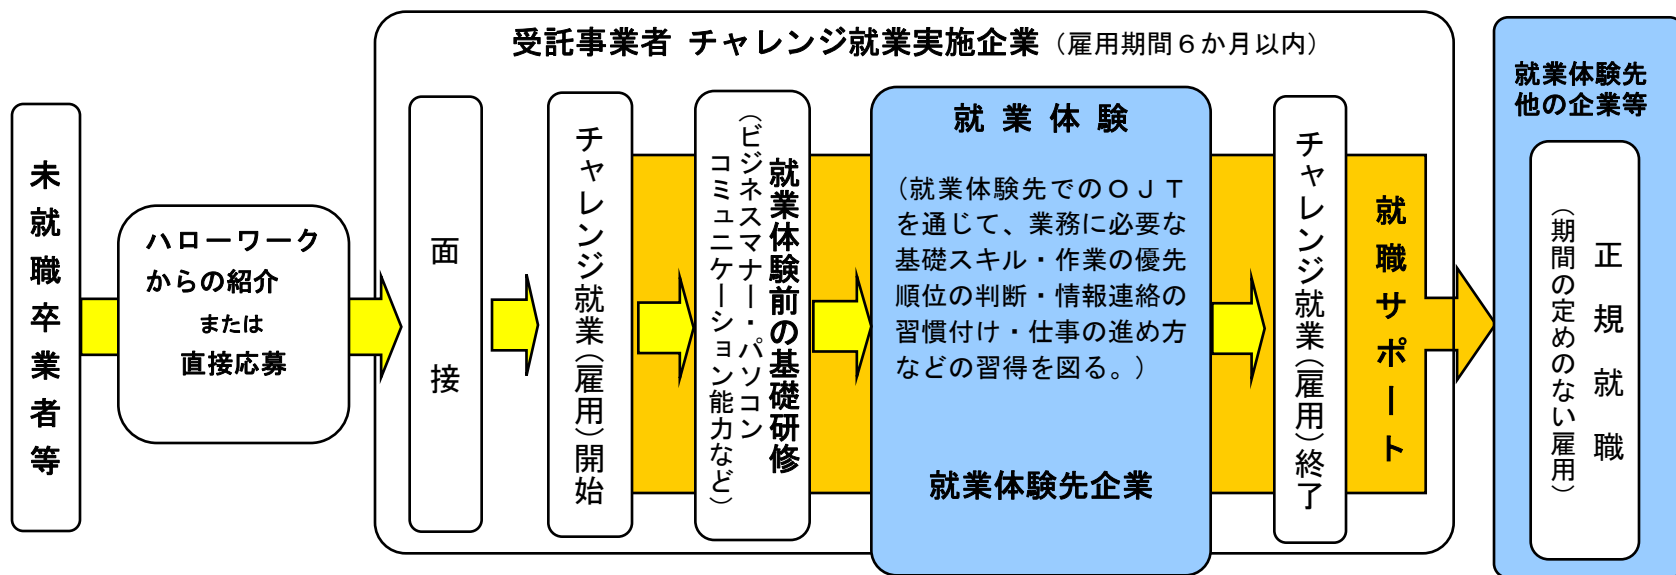 受託事業者 チャレンジ就業実施企業（雇用期間６か月以内）
未就職卒業者等
ハローワーク
からの紹介
または
直接応募
面接
チャレンジ就業（雇用）開始
就業体験前の基礎研修
（ビジネスマナー・パソコン
コミュニケーション能力など）
就業体験
（就業体験先でのＯＪＴ
を通じて、業務に必要な
基礎スキル・作業の優先
順位の判断・情報連絡の
習慣付け・仕事の進め方
などの習得を図る。）
就業体験先企業
チャレンジ就業（雇用）終了
就職サポート
就業体験先
他の企業等
正規就職
（期間の定めのない雇用）